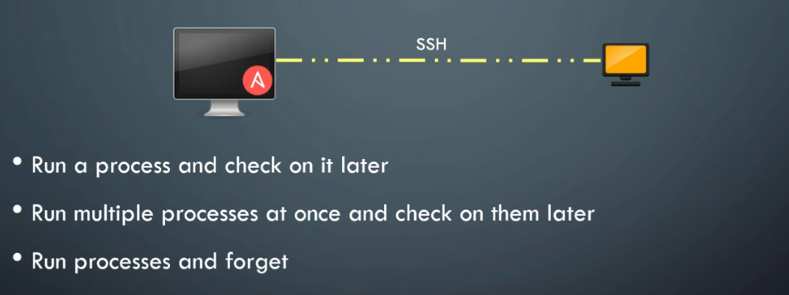 SSH
• Run a process and check on it later
• Run multiple processes at once and check on them later
• Run processes and forget